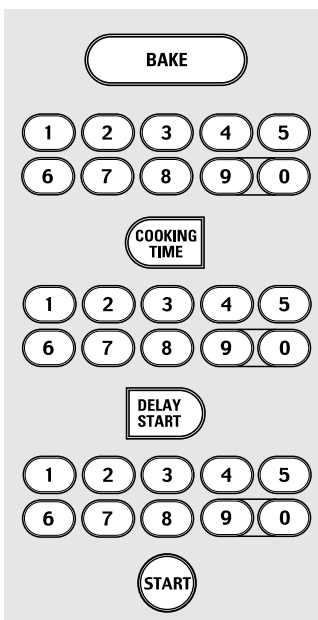 BAKE
1 2 3 4 5
6 7 8 9 0
COOKING
TIME
1 2 3 4 5
6 7 8 9 0
DELAY
START
1 2 3 4 5
6 7 8 9 0
START